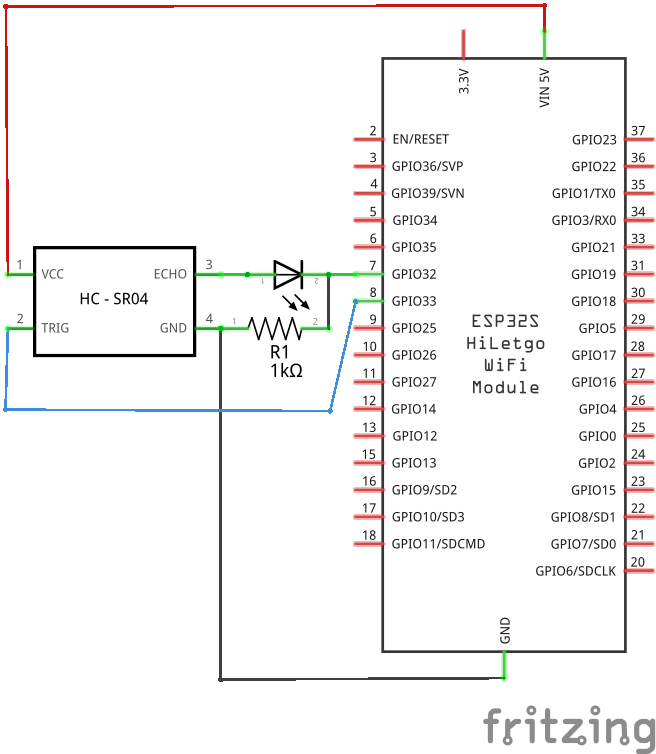 3.3V
VIN 5V
2 EN/RESET
GPIO23 37
3 GPIO36/SVP
GPIO22 36
4 GPIO39/SVN
GPIO1/TX0 35
5 GPIO34
GPIO3/RX0 34
6 GPIO35
GPIO21 33
1 VCC
ECHO 3
1 2
7 GPIO32
GPIO19 31
HC - SR04
8 GPIO33
GPIO18 30
2 TRIG
GND 4
1 2
9 GPIO25
GPIO5 29
R1
1kΩ
ESP32S
HiLetgo
WiFi
Module
10 GPIO26
GPIO17 28
11 GPIO27
GPIO16 27
12 GPIO14
GPIO4 26
13 GPIO12
GPIO0 25
15 GPIO13
GPIO2 24
16 GPIO9/SD2
GPIO15 23
17 GPIO10/SD3
GPIO8/SD1 22
18 GPIO11/SDCMD
GPIO7/SD0 21
GPIO6/SDCLK 20
GND
fritzing